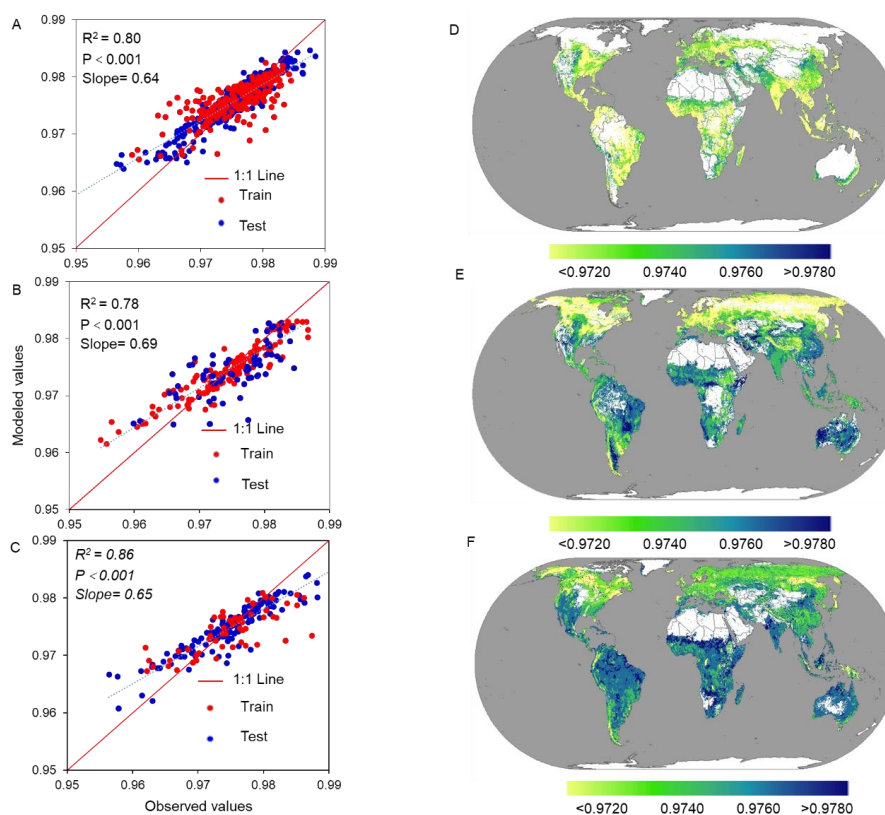 A
0.99
0.98
0.97
0.96
0.95
R² = 0.80
P < 0.001
Slope= 0.64
1:1 Line
Train
Test
0.95 0.96 0.97 0.98 0.99
B
0.99
0.98
0.97
0.96
0.95
R² = 0.78
P < 0.001
Slope= 0.69
1:1 Line
Train
Test
0.95 0.96 0.97 0.98 0.99
Modeled values
C
0.99
0.98
0.97
0.96
0.95
R² = 0.86
P < 0.001
Slope= 0.65
1:1 Line
Train
Test
0.95 0.96 0.97 0.98 0.99
Observed values
D
<0.9720 0.9740 0.9760 >0.9780
E
<0.9720 0.9740 0.9760 >0.9780
F
<0.9720 0.9740 0.9760 >0.9780